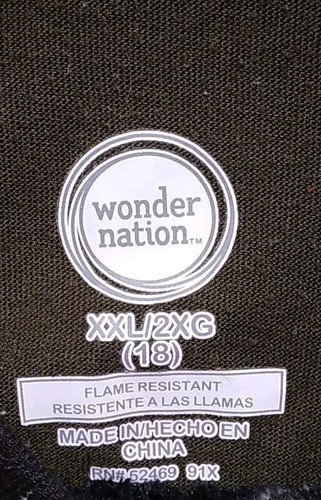 wonder
nation™
XXL/2XG
(18)
FLAME RESISTANT
RESISTENTE A LAS LLAMAS
MADE IN/HECHO EN
CHINA
RN# 52469 91X